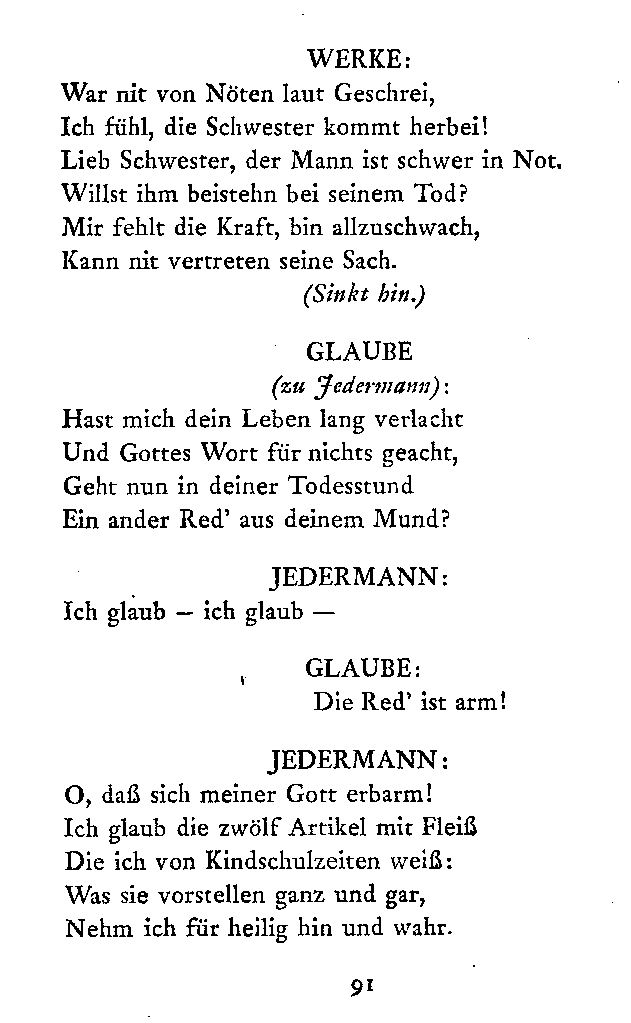 WERKE:
War nit von Nöten laut Geschrei,
Ich fühl, die Schwester kommt herbei!
Lieb Schwester, der Mann ist schwer in Not.
Willst ihm beistehn bei seinem Tod?
Mir fehlt die Kraft, bin allzuschwach,
Kann nit vertreten seine Sach.
(Sinkt hin.)
GLAUBE
(zu Jedermann):
Hast mich dein Leben lang verlacht
Und Gottes Wort für nichts geacht,
Geht nun in deiner Todesstund
Ein ander Red' aus deinem Mund?
JEDERMANN:
Ich glaub – ich glaub —
GLAUBE:
Die Red' ist arm!
JEDERMANN:
O, daß sich meiner Gott erbarm!
Ich glaub die zwölf Artikel mit Fleiß
Die ich von Kindschulzeiten weiß:
Was sie vorstellen ganz und gar,
Nehm ich für heilig hin und wahr.
91